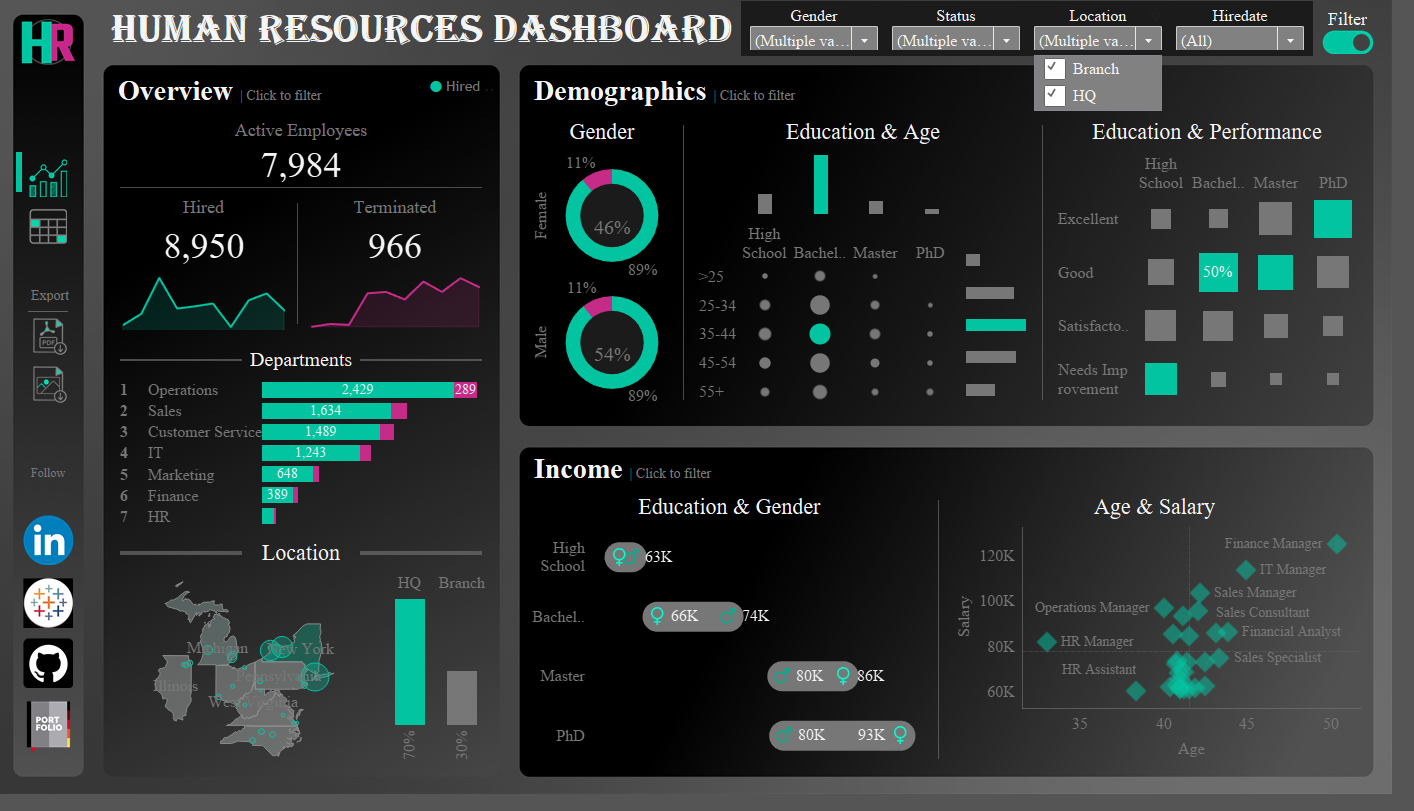 HR
HUMAN RESOURCES DASHBOARD
Gender
Status
Location
Hiredate
Filter
(Multiple va...
(Multiple va...
(Multiple va...
(All)
Branch
HQ
Export
PDF
Follow
in
PORT
FOLIO
Overview | Click to filter
Hired ..
Active Employees
7,984
Hired
Terminated
8,950
966
Departments
1 Operations 2,429 289
2 Sales 1,634
3 Customer Service 1,489
4 IT 1,243
5 Marketing 648
6 Finance 389
7 HR
Location
HQ Branch
Michigan
New York
Pennsylvania
Illinois
West Virginia
70% 30%
Demographics | Click to filter
Gender
11%
Female
46%
89%
11%
Male
54%
89%
Education & Age
High
School Bachel.. Master PhD
>25
25-34
35-44
45-54
55+
Education & Performance
High
School Bachel.. Master PhD
Excellent
Good 50%
Satisfacto..
Needs Imp
rovement
Income | Click to filter
Education & Gender
High
School
63K
Bachel..
66K 74K
Master
80K 86K
PhD
80K 93K
Age & Salary
120K
100K
80K
60K
Salary
Finance Manager
IT Manager
Sales Manager
Operations Manager
Sales Consultant
Financial Analyst
HR Manager
Sales Specialist
HR Assistant
35 40 45 50
Age